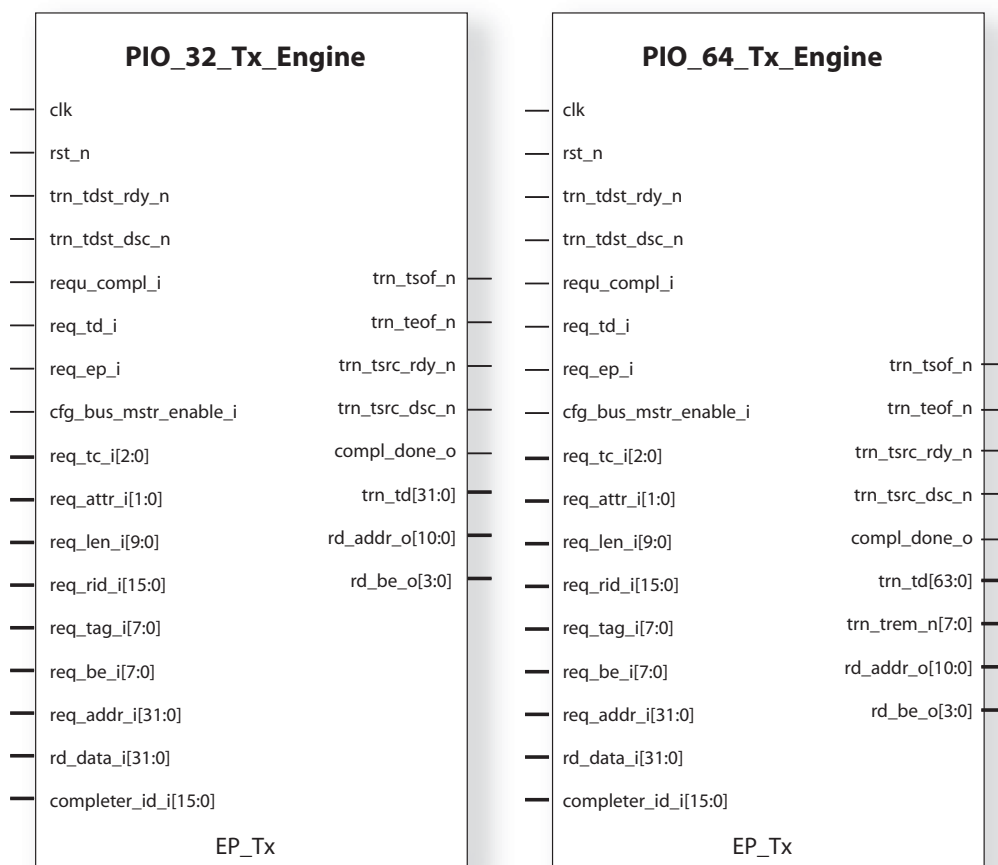 PIO_32_Tx_Engine
clk
rst_n
trn_tdst_rdy_n
trn_tdst_dsc_n
requ_compl_i
req_td_i
req_ep_i
cfg_bus_mstr_enable_i
req_tc_i[2:0]
req_attr_i[1:0]
req_len_i[9:0]
req_rid_i[15:0]
req_tag_i[7:0]
req_be_i[7:0]
req_addr_i[31:0]
rd_data_i[31:0]
completer_id_i[15:0]
trn_tsof_n
trn_teof_n
trn_tsrc_rdy_n
trn_tsrc_dsc_n
compl_done_o
trn_td[31:0]
rd_addr_o[10:0]
rd_be_o[3:0]
EP_Tx
PIO_64_Tx_Engine
clk
rst_n
trn_tdst_rdy_n
trn_tdst_dsc_n
requ_compl_i
req_td_i
req_ep_i
cfg_bus_mstr_enable_i
req_tc_i[2:0]
req_attr_i[1:0]
req_len_i[9:0]
req_rid_i[15:0]
req_tag_i[7:0]
req_be_i[7:0]
req_addr_i[31:0]
rd_data_i[31:0]
completer_id_i[15:0]
trn_tsof_n
trn_teof_n
trn_tsrc_rdy_n
trn_tsrc_dsc_n
compl_done_o
trn_td[63:0]
trn_trem_n[7:0]
rd_addr_o[10:0]
rd_be_o[3:0]
EP_Tx